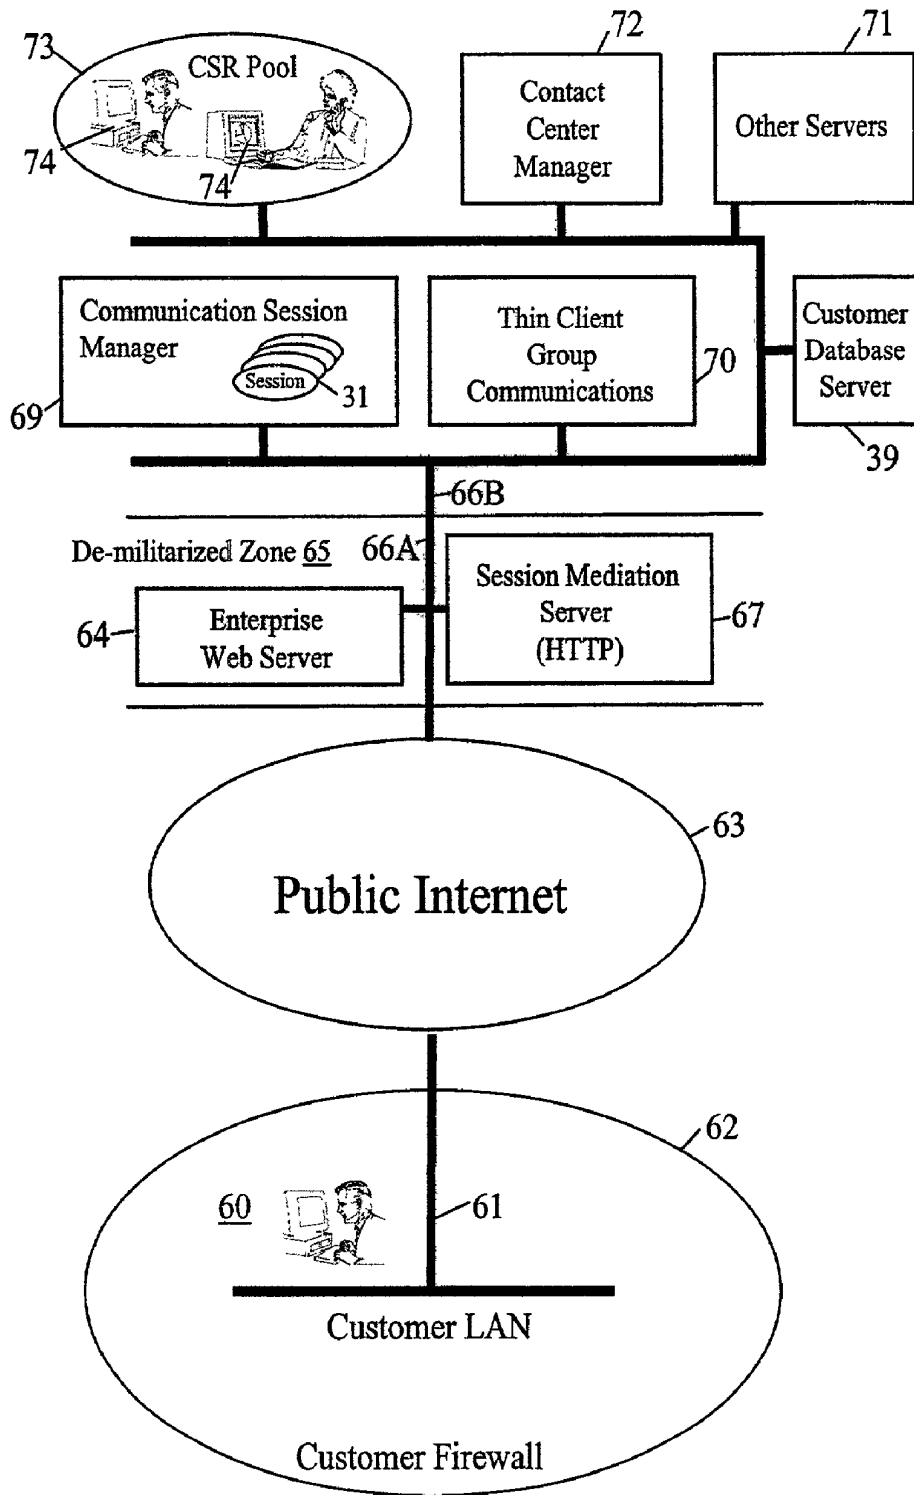 73
CSR Pool
74
74
72
Contact
Center
Manager
71
Other Servers
Communication Session
Manager
Session
31
69
Thin Client
Group
Communications
70
Customer
Database
Server
39
66B
De-militarized Zone 65
66A
64
Enterprise
Web Server
Session Mediation
Server
(HTTP)
67
63
Public Internet
62
60
61
Customer LAN
Customer Firewall